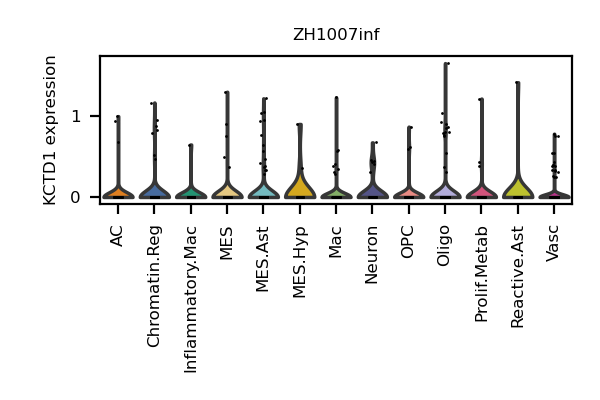 ZH1007inf
KCTD1 expression
1
0
AC
Chromatin.Reg
Inflammatory.Mac
MES
MES.Ast
MES.Hyp
Mac
Neuron
OPC
Oligo
Prolif.Metab
Reactive.Ast
Vasc